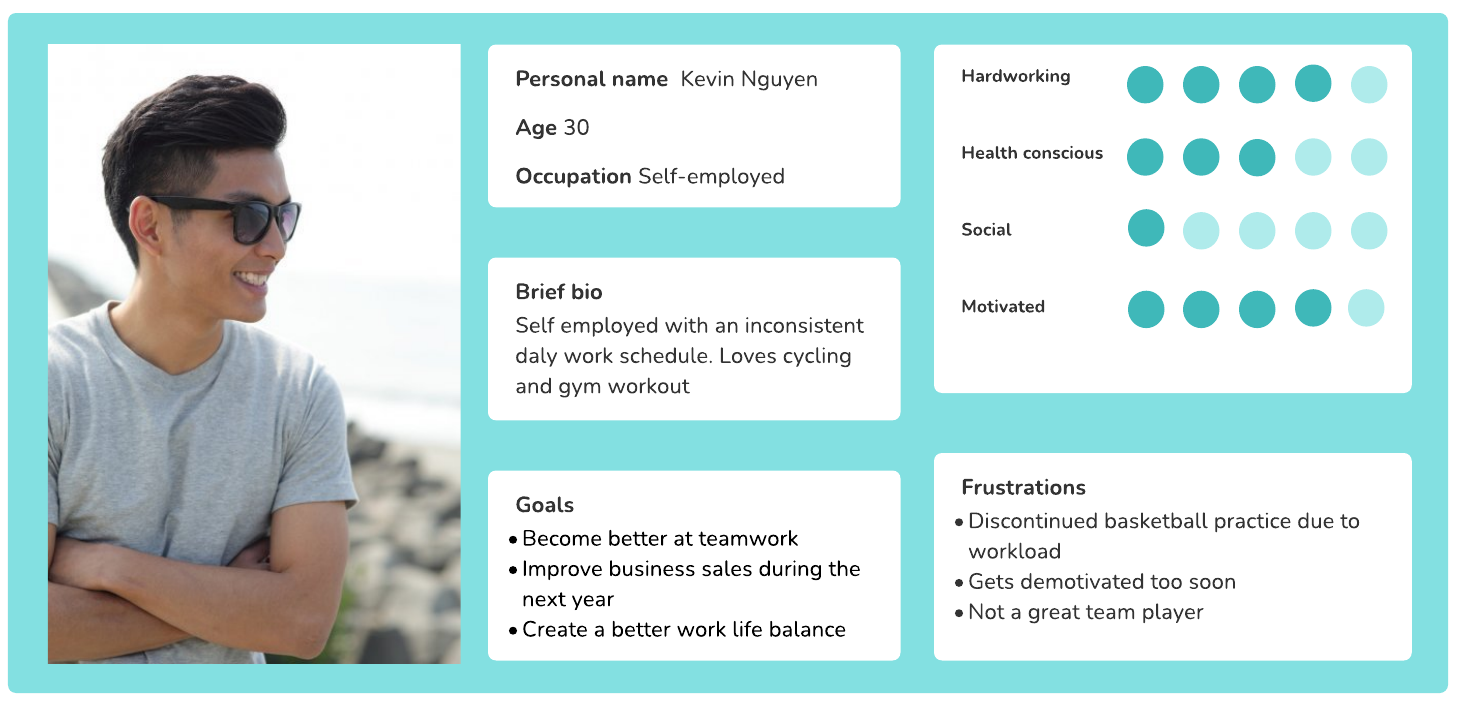 Personal name Kevin Nguyen
Age 30
Occupation Self-employed
Brief bio
Self employed with an inconsistent
daly work schedule. Loves cycling
and gym workout
Goals
• Become better at teamwork
• Improve business sales during the
next year
• Create a better work life balance
Hardworking
Health conscious
Social
Motivated
Frustrations
• Discontinued basketball practice due to
workload
• Gets demotivated too soon
• Not a great team player